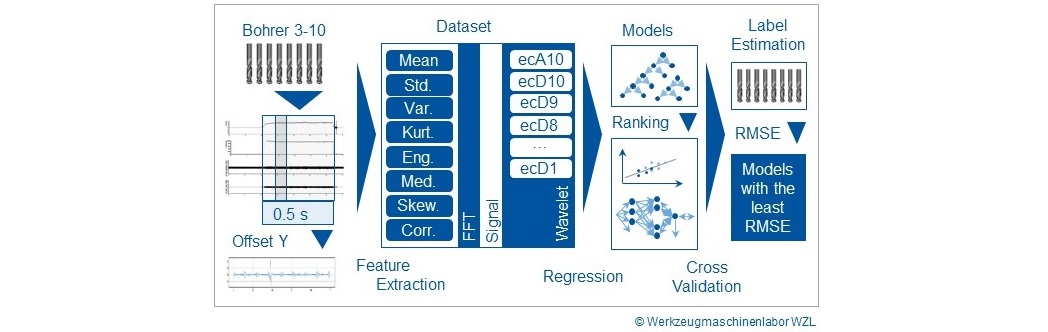 Bohrer 3-10
0.5 s
Offset Y
Dataset
Mean
Std.
Var.
Kurt.
Eng.
Med.
Skew.
Corr.
FFT
Signal
ecA10
ecD10
ecD9
ecD8
...
ecD1
Wavelet
Feature
Extraction
Models
Ranking
Regression
Label
Estimation
RMSE
Models
with the
least
RMSE
Cross
Validation
© Werkzeugmaschinenlabor WZL